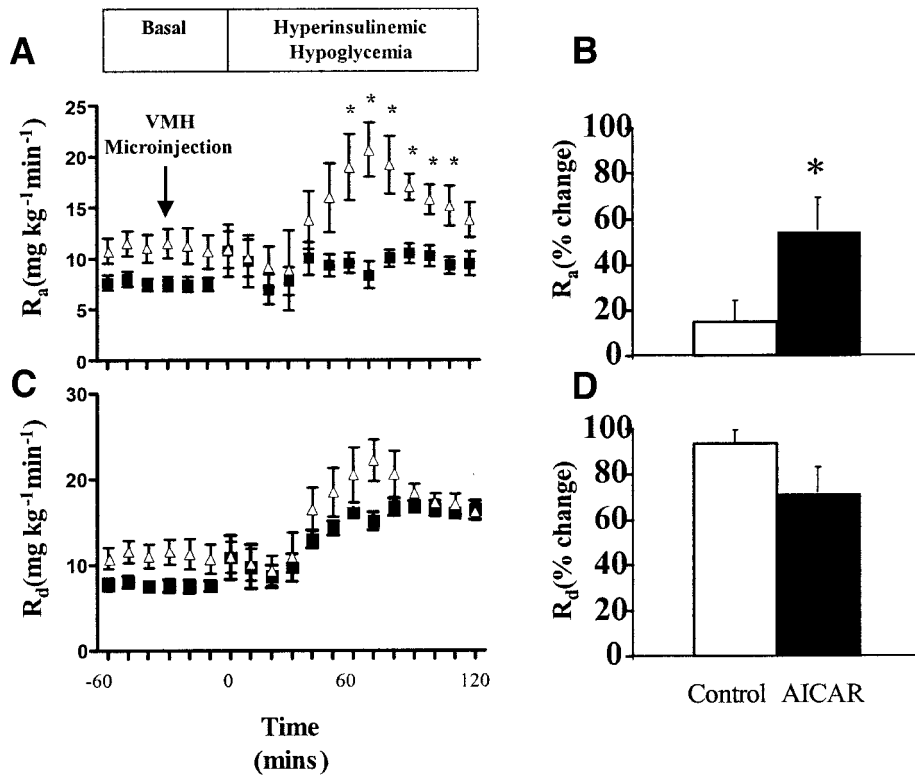 Basal
Hyperinsulinemic
Hypoglycemia
A
VMH
Microinjection
* * * * * *
25
20
15
10
5
0
Ra(mg kg-1min-1)
B
100
80
60
40
20
0
Ra(% change)
*
C
30
20
10
0
Rd(mg kg-1min-1)
-60
0
60
120
Time
(mins)
D
100
80
60
40
20
0
Rd(% change)
Control
AICAR